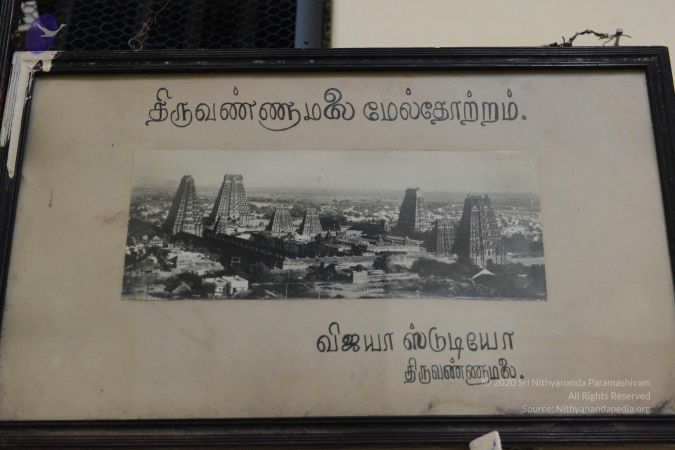 திருவண்ணாமலை மேல்தோற்றம்.
விஜயா ஸ்டுடியோ
திருவண்ணாமலை.
© 2020 Sri Nithyananda Paramashivam
All Rights Reserved
Source: Nithyanandapedia.org